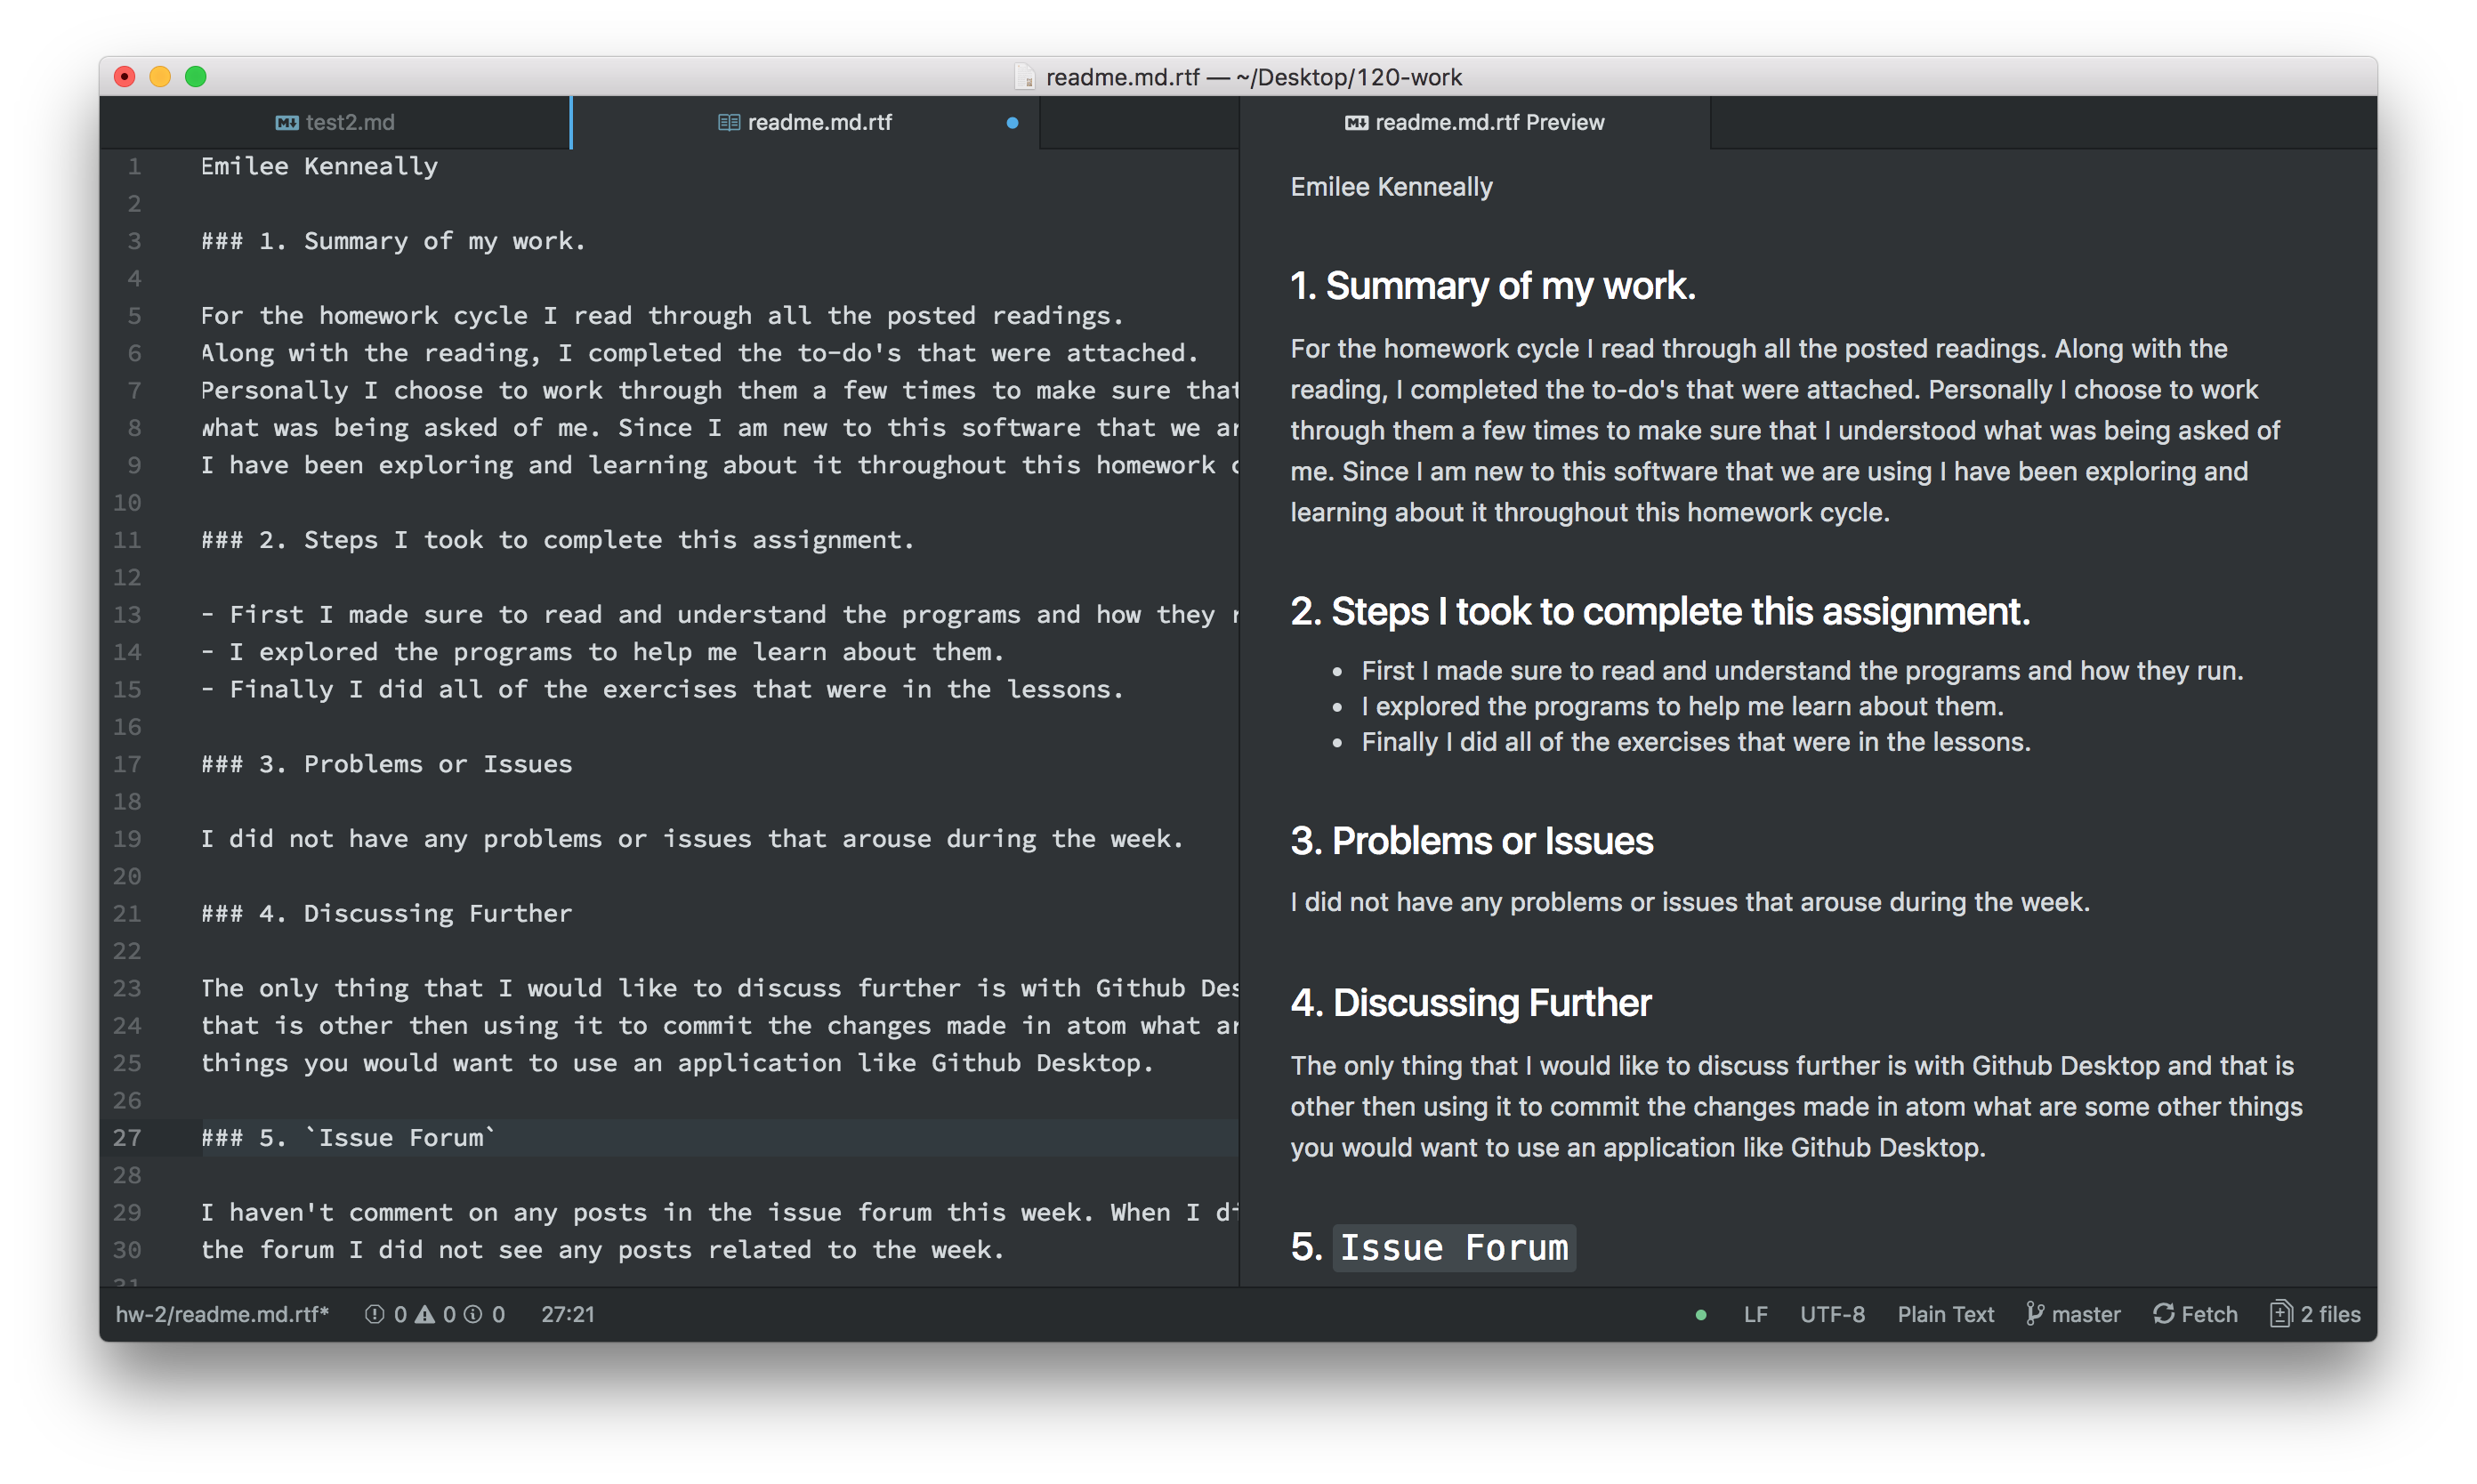 readme.md.rtf — ~/Desktop/120-work
test2.md
readme.md.rtf
readme.md.rtf Preview
1 Emilee Kenneally
2
3 ### 1. Summary of my work.
4
5 For the homework cycle I read through all the posted readings.
6 Along with the reading, I completed the to-do's that were attached.
7 Personally I choose to work through them a few times to make sure that
8 what was being asked of me. Since I am new to this software that we ar
9 I have been exploring and learning about it throughout this homework c
10
11 ### 2. Steps I took to complete this assignment.
12
13 - First I made sure to read and understand the programs and how they r
14 - I explored the programs to help me learn about them.
15 - Finally I did all of the exercises that were in the lessons.
16
17 ### 3. Problems or Issues
18
19 I did not have any problems or issues that arouse during the week.
20
21 ### 4. Discussing Further
22
23 The only thing that I would like to discuss further is with Github Des
24 that is other then using it to commit the changes made in atom what ar
25 things you would want to use an application like Github Desktop.
26
27 ### 5. `Issue Forum`
28
29 I haven't comment on any posts in the issue forum this week. When I di
30 the forum I did not see any posts related to the week.
31
Emilee Kenneally
1. Summary of my work.
For the homework cycle I read through all the posted readings. Along with the
reading, I completed the to-do's that were attached. Personally I choose to work
through them a few times to make sure that I understood what was being asked of
me. Since I am new to this software that we are using I have been exploring and
learning about it throughout this homework cycle.
2. Steps I took to complete this assignment.
• First I made sure to read and understand the programs and how they run.
• I explored the programs to help me learn about them.
• Finally I did all of the exercises that were in the lessons.
3. Problems or Issues
I did not have any problems or issues that arouse during the week.
4. Discussing Further
The only thing that I would like to discuss further is with Github Desktop and that is
other then using it to commit the changes made in atom what are some other things
you would want to use an application like Github Desktop.
5. Issue Forum
hw-2/readme.md.rtf* 0 0 0 27:21
LF UTF-8 Plain Text master Fetch 2 files